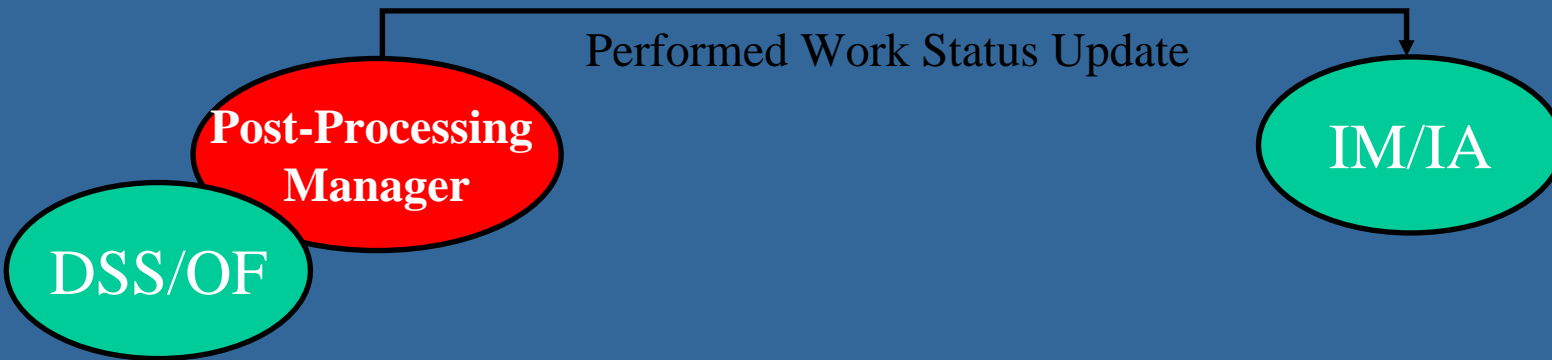 Performed Work Status Update
Post-Processing
Manager
IM/IA
DSS/OF